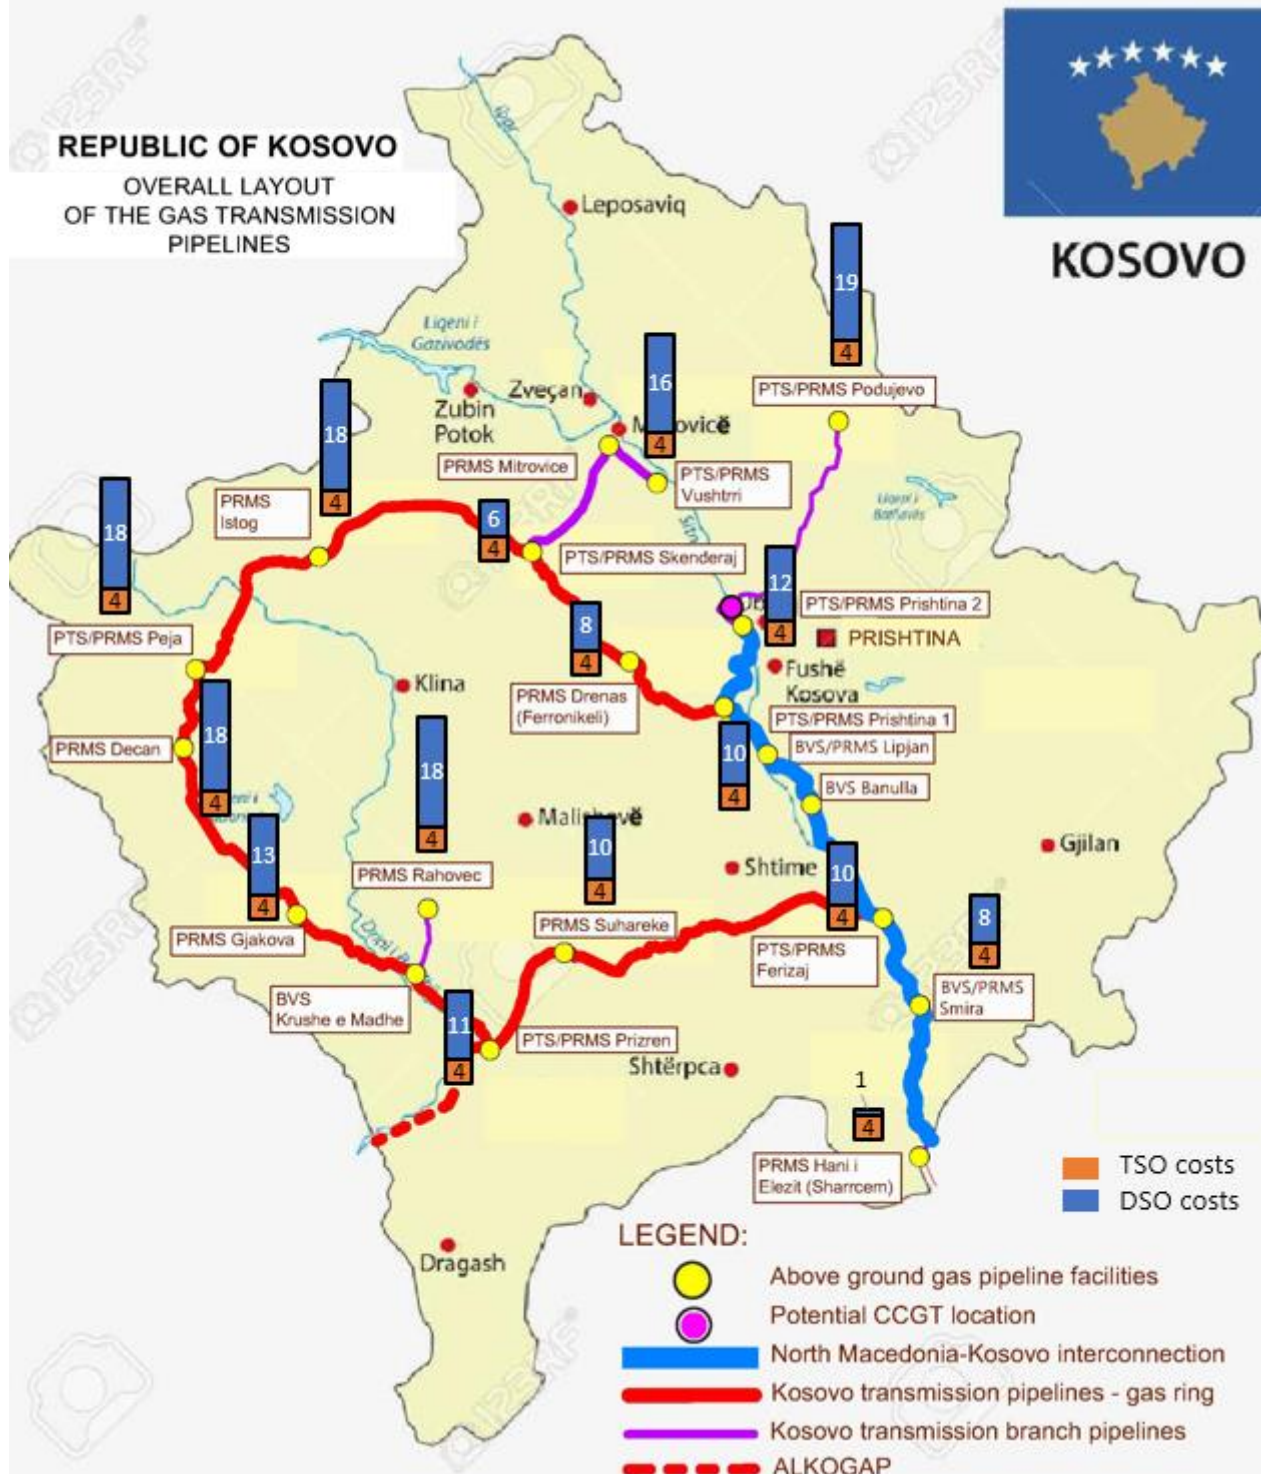 REPUBLIC OF KOSOVO
OVERALL LAYOUT
OF THE GAS TRANSMISSION
PIPELINES
KOSOVO
123RF
Ibar
Leposaviq
19
4
Liqeni i
Gazivodës
16
4
PTS/PRMS Podujevo
Zveçan
Zubin
Potok
18
4
PRMS Mitrovice
PTS/PRMS
Vushtrri
PRMS
Istog
18
4
6
4
PTS/PRMS Skenderaj
12
4
PTS/PRMS Prishtina 2
PRISHTINA
PTS/PRMS Peja
8
4
Klina
Fushë
Kosova
PRMS Drenas
(Ferronikeli)
PTS/PRMS Prishtina 1
PRMS Decan
18
4
18
4
10
4
BVS/PRMS Lipjan
BVS Banulla
13
4
10
4
Shtime
10
4
Gjilan
PRMS Rahovec
PRMS Gjakova
PRMS Suhareke
PTS/PRMS
Ferizaj
8
4
BVS
Krushe e Madhe
BVS/PRMS
Smira
11
4
PTS/PRMS Prizren
Shtërpca
1
4
PRMS Hani i
Elezit (Sharrcem)
TSO costs
DSO costs
Dragash
LEGEND:
Above ground gas pipeline facilities
Potential CCGT location
North Macedonia-Kosovo interconnection
Kosovo transmission pipelines - gas ring
Kosovo transmission branch pipelines
ALKOGAP